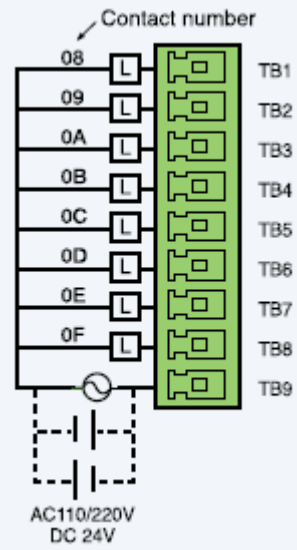 Contact number
08 L TB1
09 L TB2
0A L TB3
0B L TB4
0C L TB5
0D L TB6
0E L TB7
0F L TB8
TB9
AC110/220V
DC 24V